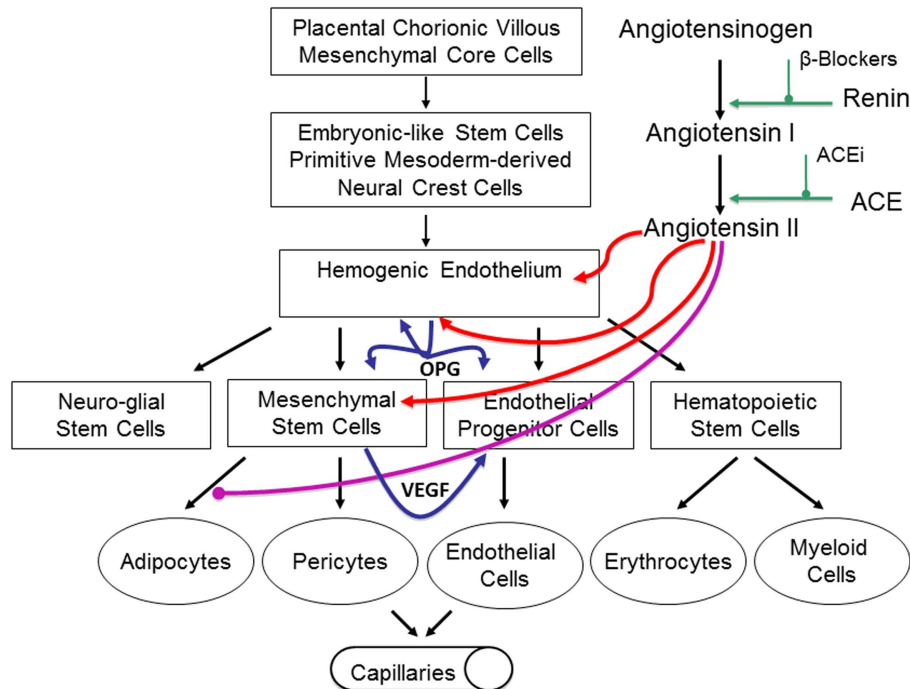 Placental Chorionic Villous
Mesenchymal Core Cells
Angiotensinogen
β-Blockers
Renin
Embryonic-like Stem Cells
Primitive Mesoderm-derived
Neural Crest Cells
Angiotensin I
ACEi
ACE
Angiotensin II
Hemogenic Endothelium
OPG
Neuro-glial
Stem Cells
Mesenchymal
Stem Cells
Endothelial
Progenitor Cells
Hematopoietic
Stem Cells
VEGF
Adipocytes
Pericytes
Endothelial
Cells
Erythrocytes
Myeloid
Cells
Capillaries